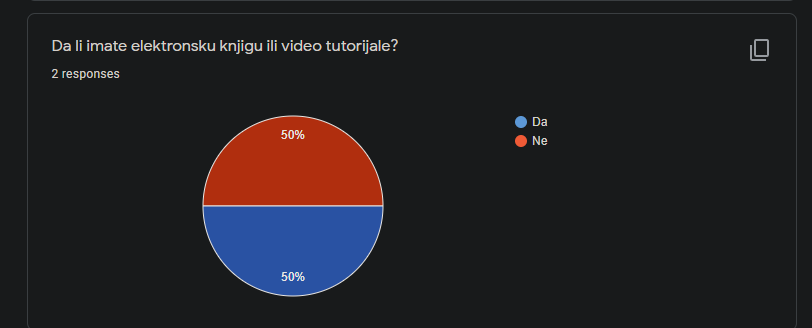 Da li imate elektronsku knjigu ili video tutorijale?
2 responses
50%
50%
Da
Ne